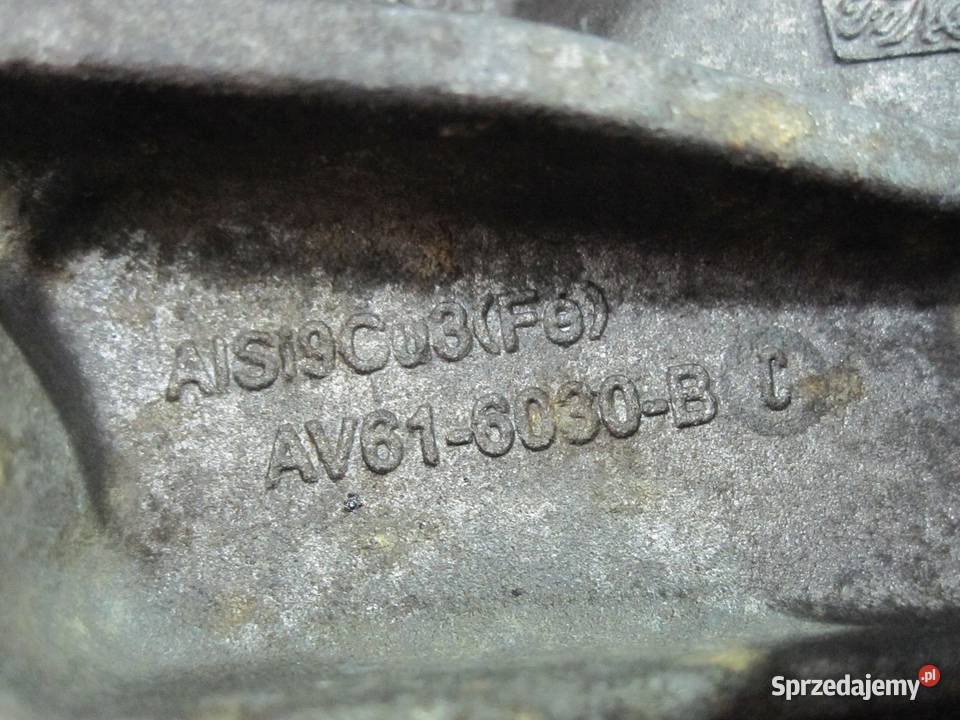 AlSi9Cu3(Fe)
AV61-6030-B C
Sprzedajemy.pl